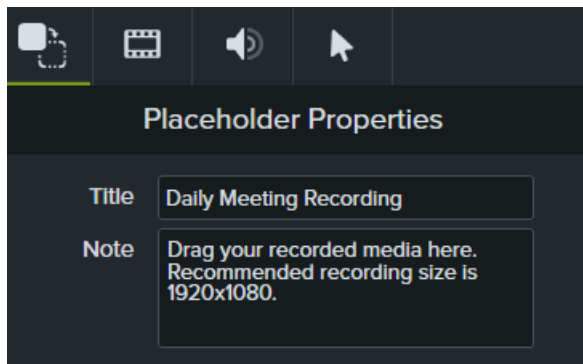 Placeholder Properties
Title
Daily Meeting Recording
Note
Drag your recorded media here.
Recommended recording size is
1920x1080.